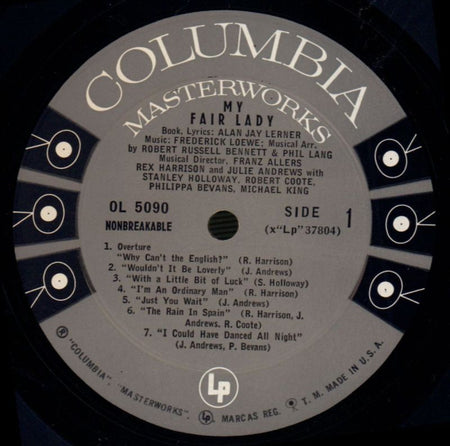 COLUMBIA
MASTERWORKS
MY
FAIR LADY
Book, Lyrics: ALAN JAY LERNER
Music: FREDERICK LOEWE; Musical Arr.
by ROBERT RUSSELL BENNETT & PHIL LANG
Musical Director, FRANZ ALLERS
REX HARRISON and JULIE ANDREWS with
STANLEY HOLLOWAY, ROBERT COOTE,
PHILIPPA BEVANS, MICHAEL KING
OL 5090
NONBREAKABLE
SIDE 1
(x"Lp"37804)
1. Overture
"Why Can't the English?" (R. Harrison)
2. "Wouldn't It Be Loverly" (J. Andrews)
3. "With a Little Bit of Luck" (S. Holloway)
4. "I'm An Ordinary Man" (R. Harrison)
5. "Just You Wait" (J. Andrews)
6. "The Rain In Spain" (R. Harrison, J.
Andrews, R. Coote)
7. "I Could Have Danced All Night"
(J. Andrews, P. Bevans)
Lp
® "COLUMBIA", "MASTERWORKS", MARCAS REG. ® T. M. MADE IN U.S.A.